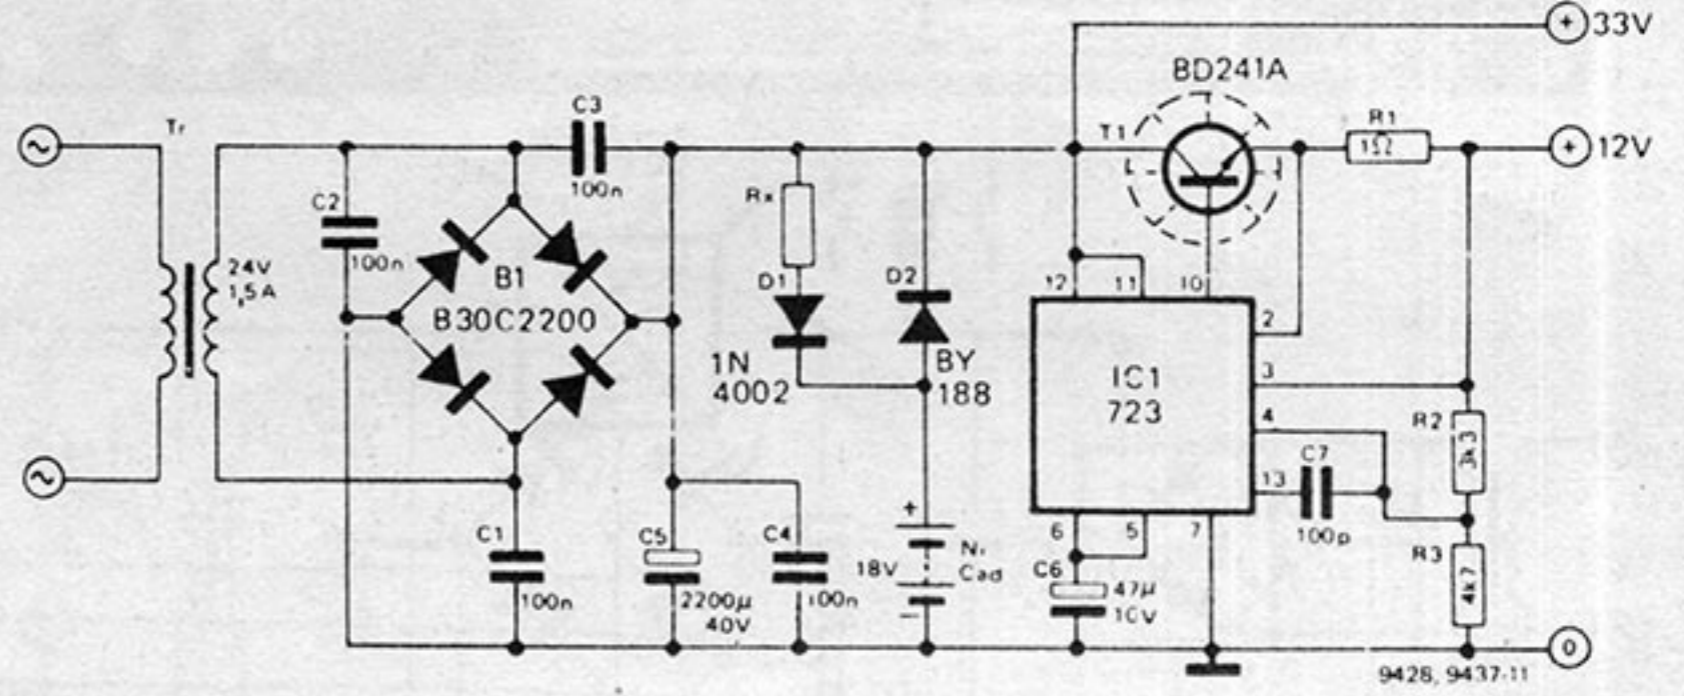 33V
BD241A
Tr
C3
T1
R1
1Ω
12V
100n
C2
Rx
100n
24V
1,5A
B1
D1
D2
12
11
10
B30C2200
2
1N
4002
BY
188
IC1
723
3
R2
3k3
4
C7
13
100p
C1
C5
C4
+
Ni
Cad
18V
6
5
7
R3
C6
47µ
10V
4k7
100n
2200µ
40V
100n
−
0
9428, 9437-11